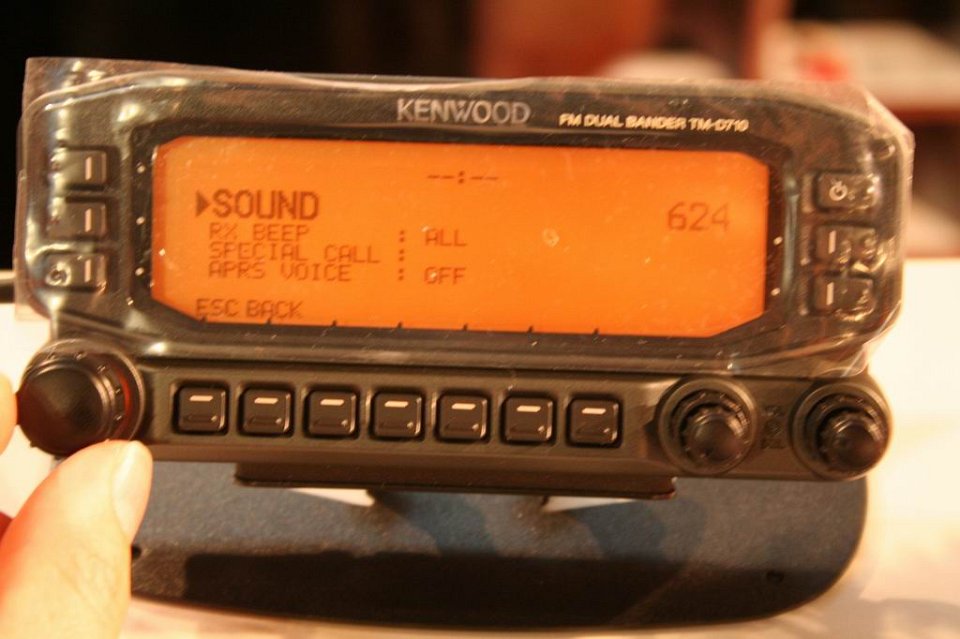 KENWOOD FM DUAL BANDER TM-D710
--:--
▶SOUND 624
RX BEEP : ALL
SPECIAL CALL :
APRS VOICE : OFF
ESC BACK